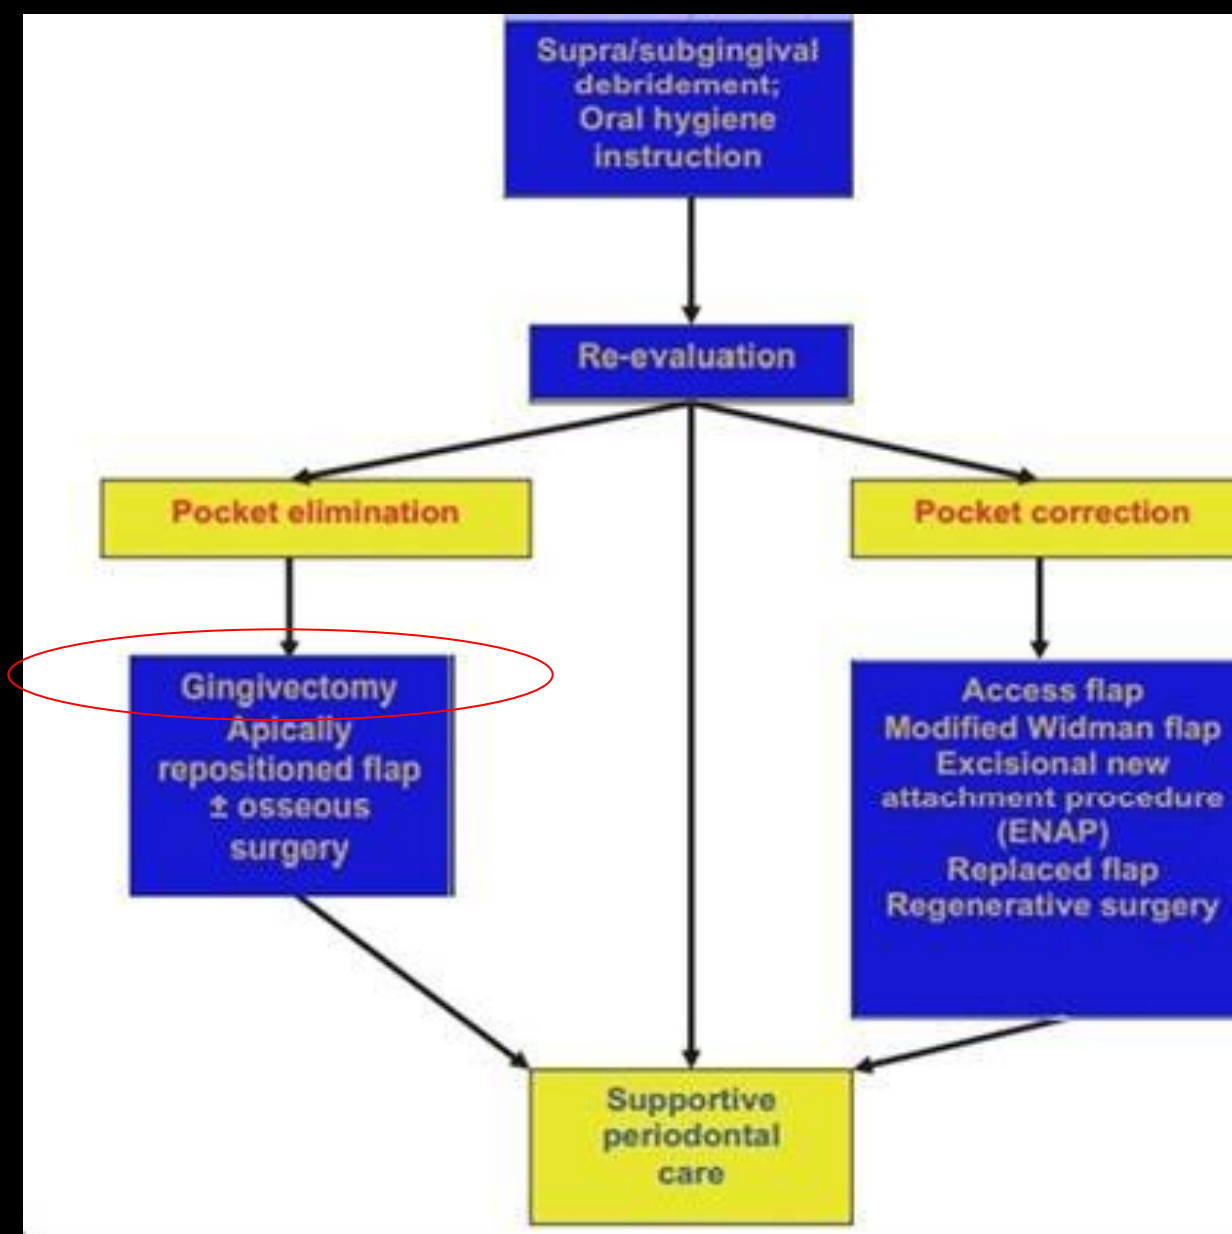 Supra/subgingival
debridement;
Oral hygiene
instruction
Re-evaluation
Pocket elimination
Pocket correction
Gingivectomy
Apically
repositioned flap
± osseous
surgery
Access flap
Modified Widman flap
Excisional new
attachment procedure
(ENAP)
Replaced flap
Regenerative surgery
Supportive
periodontal
care